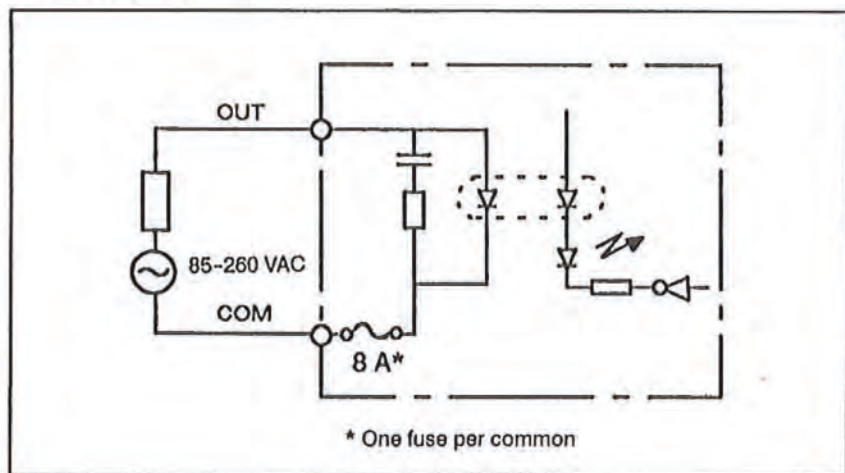 OUT
85-260 VAC
COM
8 A*
* One fuse per common